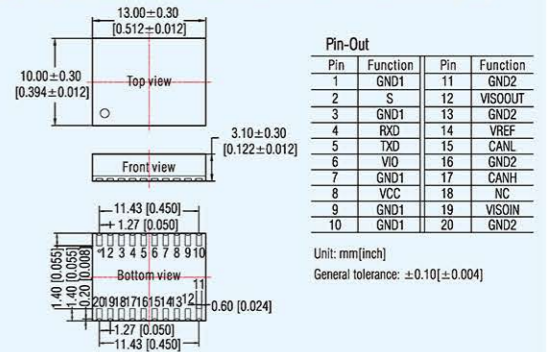 13.00±0.30
[0.512±0.012]
10.00±0.30
[0.394±0.012]
Top view
3.10±0.30
[0.122±0.012]
Front view
11.43 [0.450]
1.27 [0.050]
1 2 3 4 5 6 7 8 9 10
Bottom view
20 19 18 17 16 15 14 13 12 11
1.40 [0.055]
1.40 [0.055]
0.20 [0.008]
0.60 [0.024]
1.27 [0.050]
11.43 [0.450]
Pin-Out
Pin Function Pin Function
1 GND1 11 GND2
2 S 12 VISOOUT
3 GND1 13 GND2
4 RXD 14 VREF
5 TXD 15 CANL
6 VIO 16 GND2
7 GND1 17 CANH
8 VCC 18 NC
9 GND1 19 VISOIN
10 GND1 20 GND2
Unit: mm[inch]
General tolerance: ±0.10[±0.004]